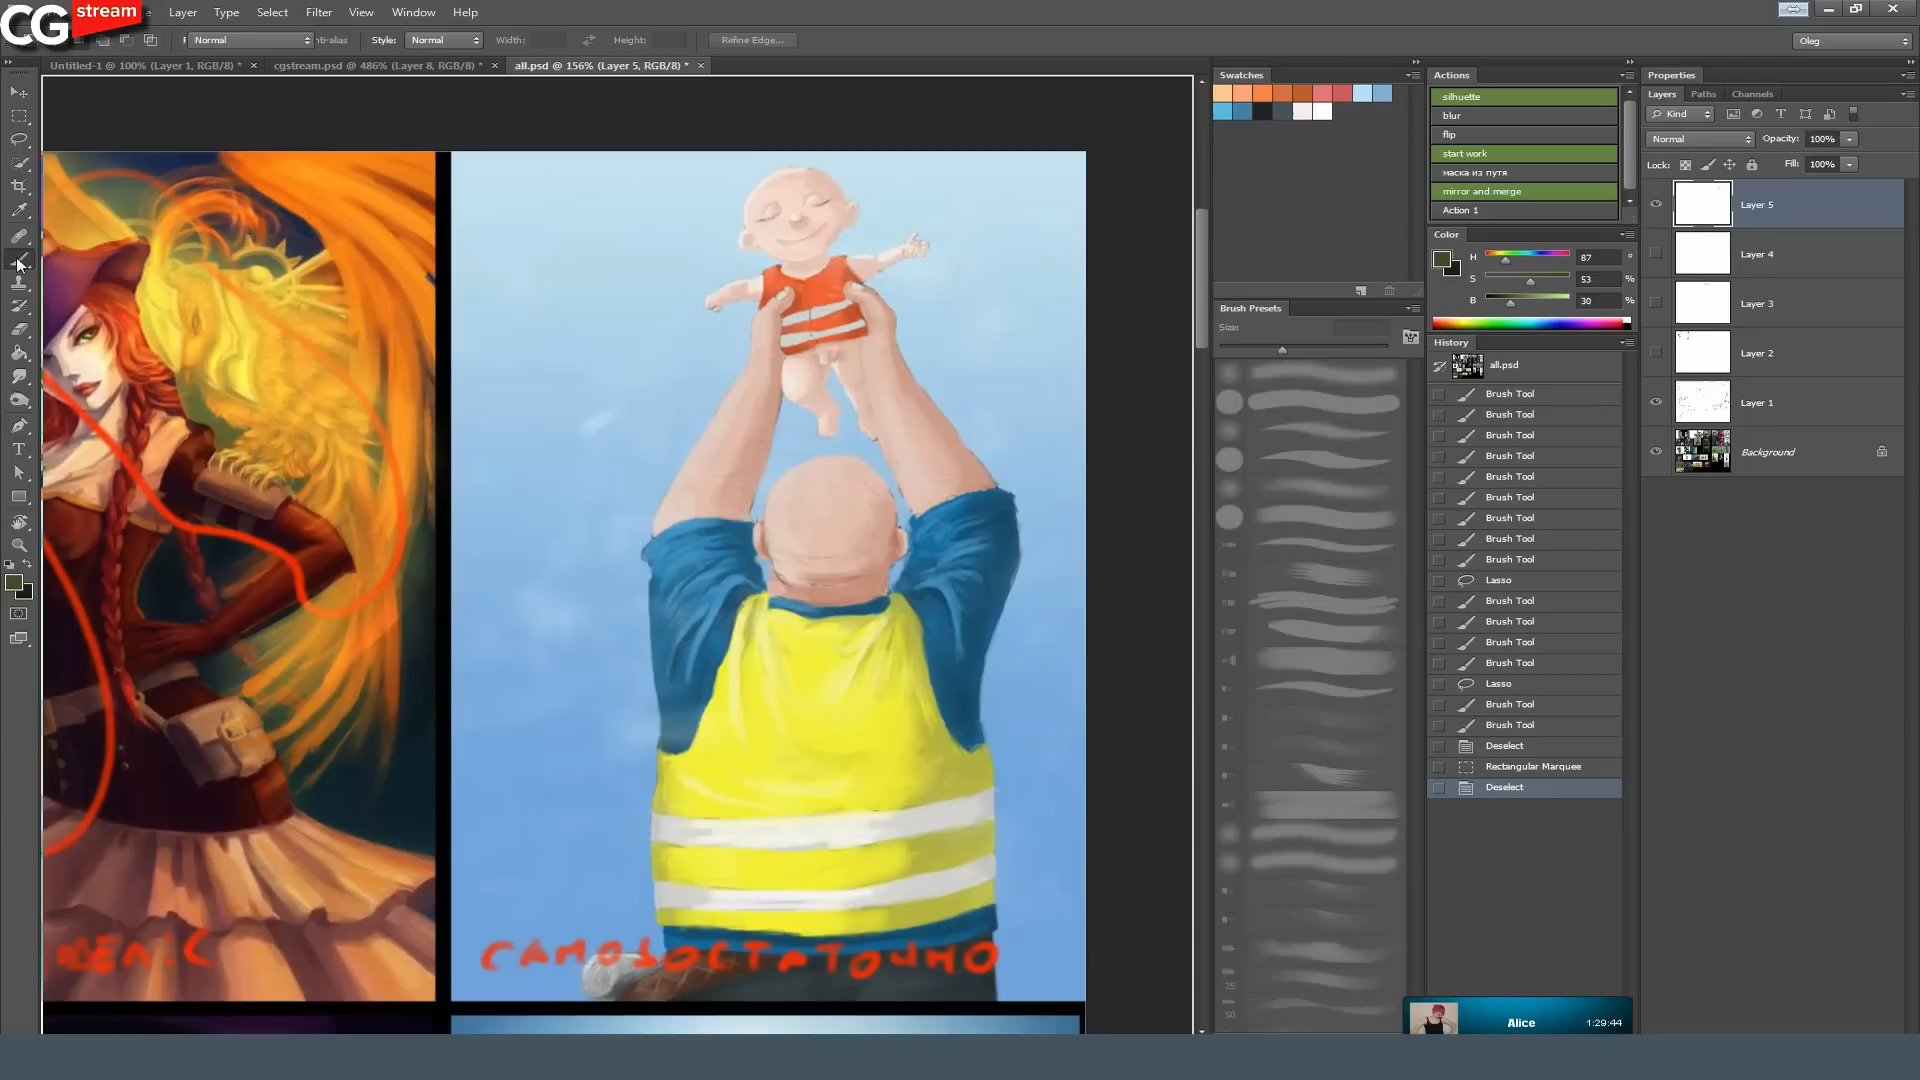 CG stream
Layer Type Select Filter View Window Help
Normal nti-alias Style: Normal Width: Height: Refine Edge... Oleg
Untitled-1 @ 100% (Layer 1, RGB/8) * × cgstream.psd @ 486% (Layer 8, RGB/8) * × all.psd @ 156% (Layer 5, RGB/8) * ×
Swatches
Brush Presets
Size:
25
50
Actions
silhuette
blur
flip
start work
маска из путя
mirror and merge
Action 1
Color
H 87 °
S 53 %
B 30 %
History
all.psd
Brush Tool
Brush Tool
Brush Tool
Brush Tool
Brush Tool
Brush Tool
Brush Tool
Brush Tool
Brush Tool
Lasso
Brush Tool
Brush Tool
Brush Tool
Brush Tool
Lasso
Brush Tool
Brush Tool
Deselect
Rectangular Marquee
Deselect
Properties
Layers Paths Channels
Kind
Normal Opacity: 100%
Lock: Fill: 100%
Layer 5
Layer 4
Layer 3
Layer 2
Layer 1
Background
САМОДОСТАТОЧНО
Alice 1:29:44